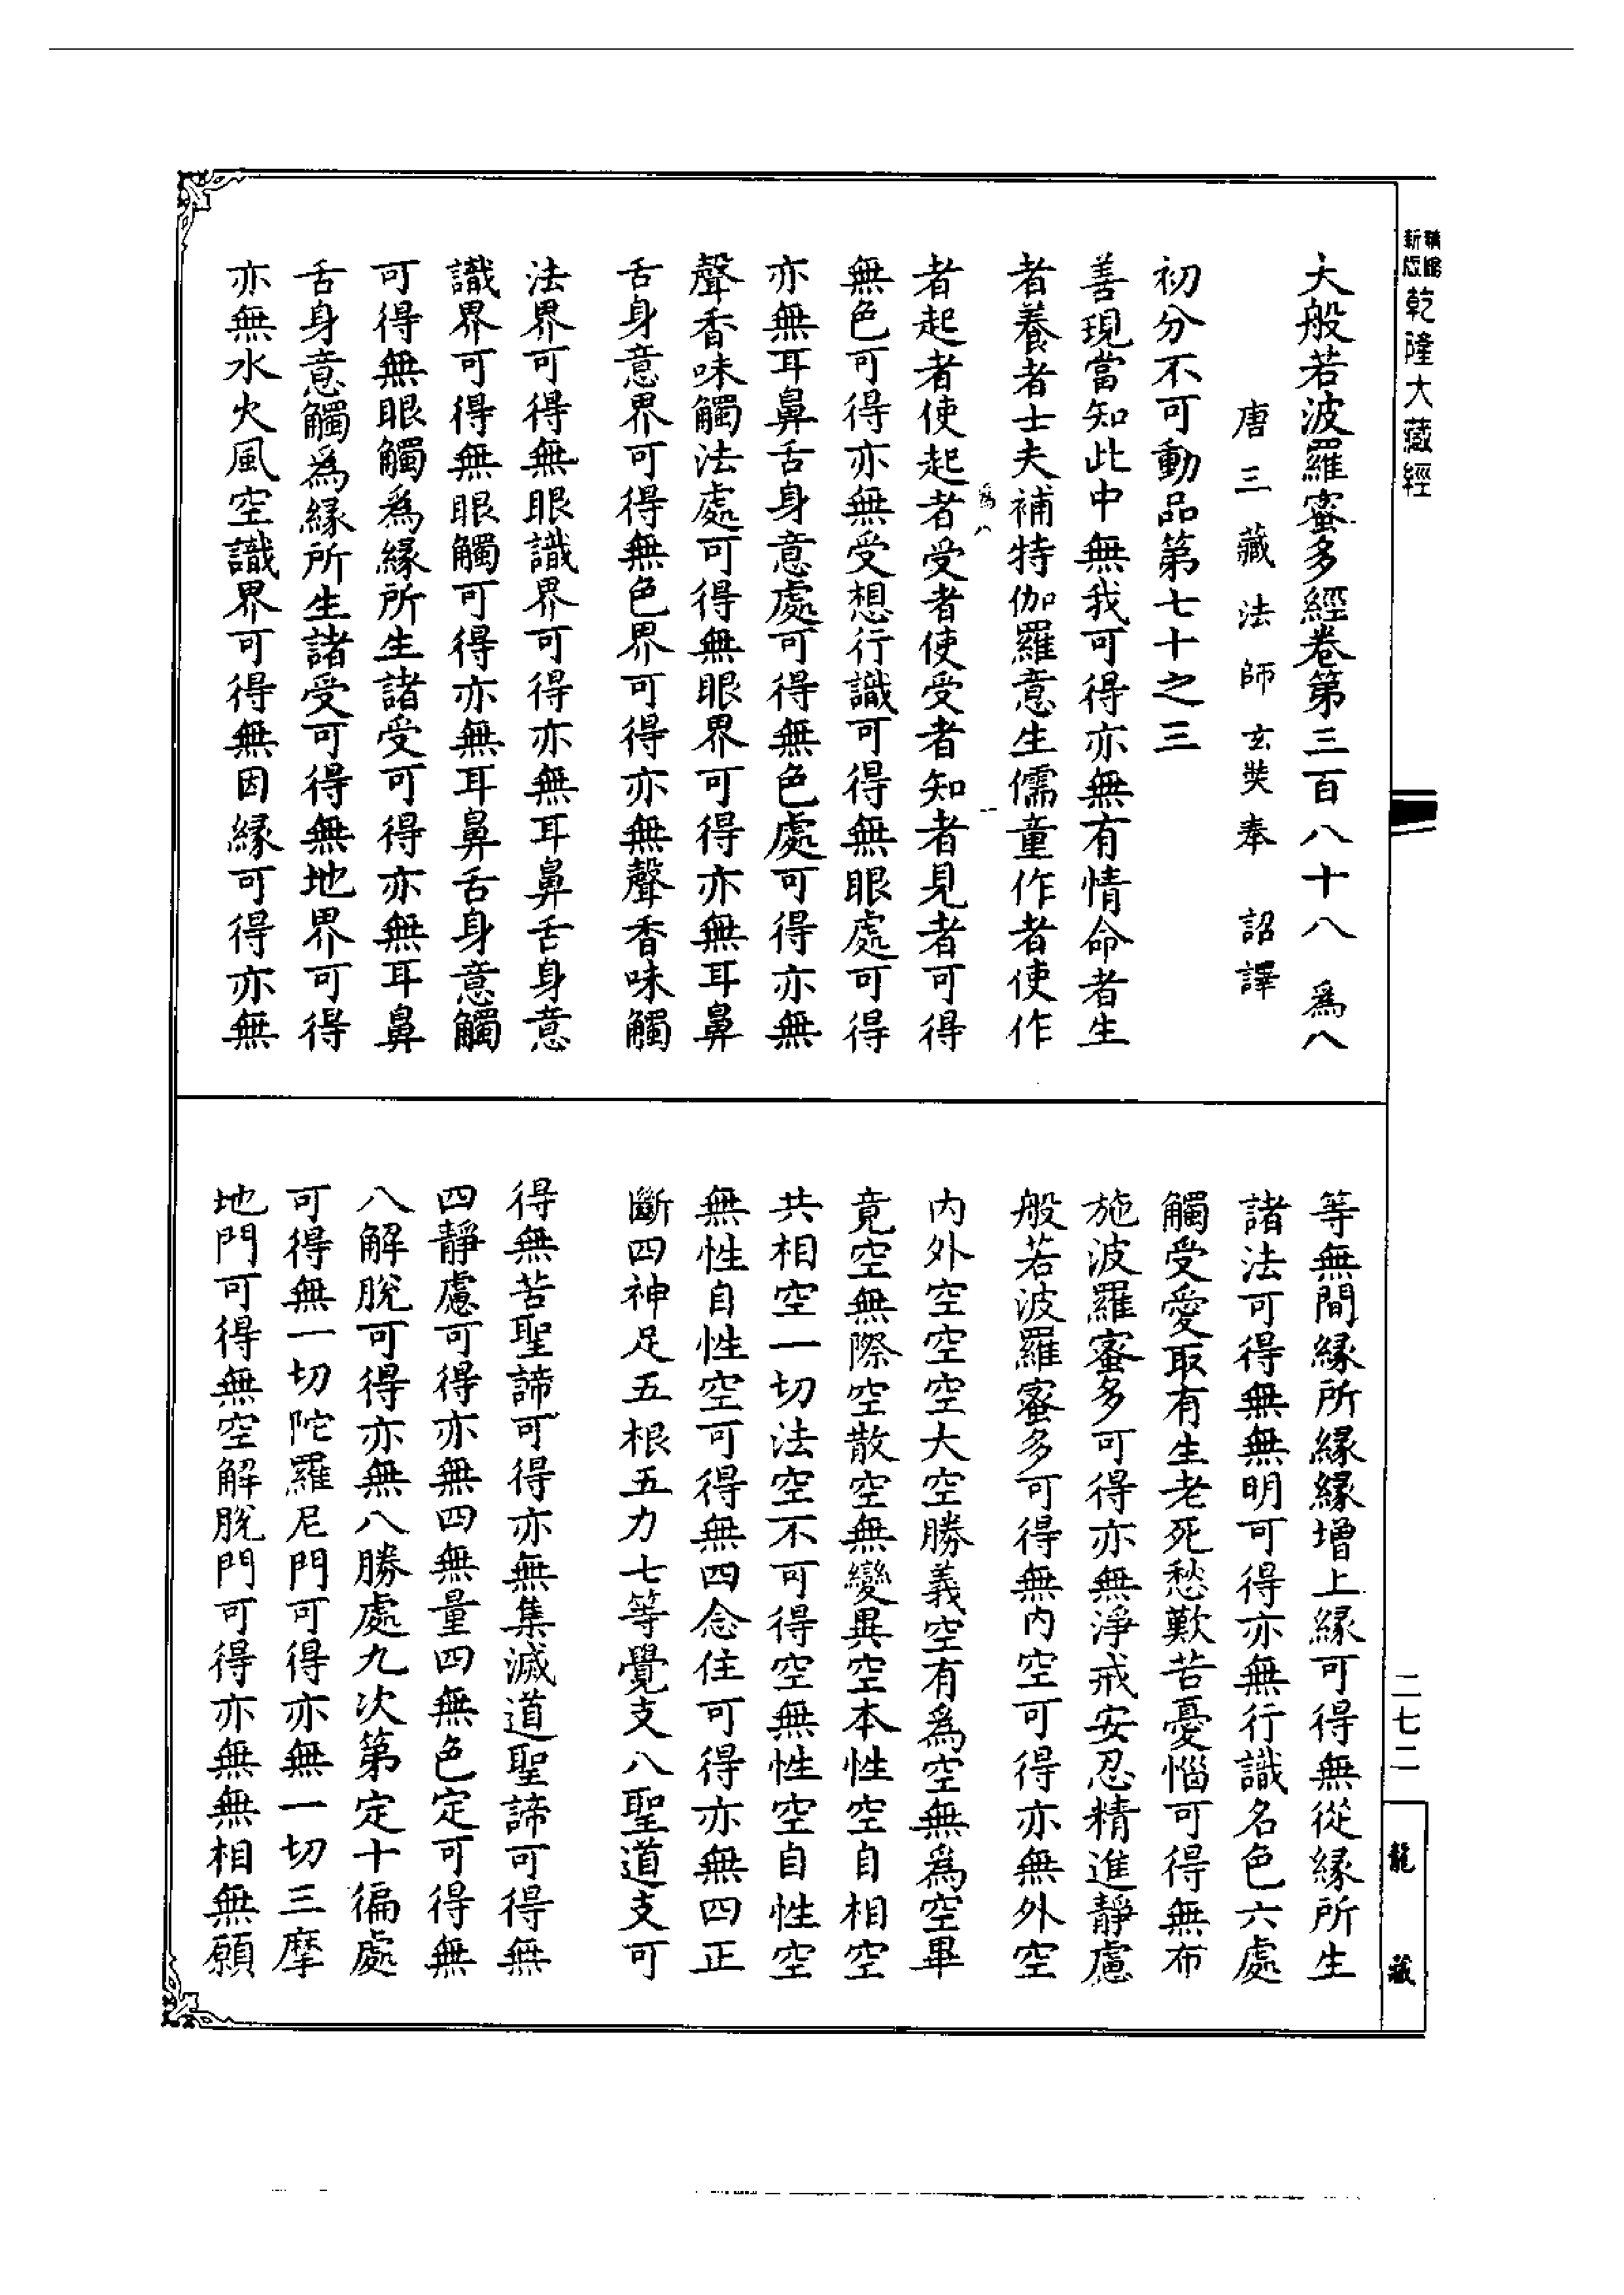 乾隆大藏經
大般若波羅蜜多經卷第三百八十八 爲八
唐三藏法師玄奘奉 詔譯
初分不可動品第七十之三
善現當知此中無我可得亦無有情命者生
者養者士夫補特伽羅意生儒童作者使作
爲八
者起者使起者受者使受者知者見者可得
無色可得亦無受想行識可得無眼處可得
亦無耳鼻舌身意處可得無色處可得亦無
聲香味觸法處可得無眼界可得亦無耳鼻
舌身意界可得無色界可得亦無聲香味觸
法界可得無眼識界可得亦無耳鼻舌身意
識界可得無眼觸可得亦無耳鼻舌身意觸
可得無眼觸爲緣所生諸受可得亦無耳鼻
舌身意觸爲緣所生諸受可得無地界可得
亦無水火風空識界可得無因緣可得亦無
等無間緣所緣緣增上緣可得無從緣所生
諸法可得無無明可得亦無行識名色六處
觸受愛取有生老死愁歎苦憂惱可得無布
施波羅蜜多可得亦無淨戒安忍精進靜慮
般若波羅蜜多可得無內空可得亦無外空
內外空空空大空勝義空有爲空無爲空畢
竟空無際空散空無變異空本性空自相空
共相空一切法空不可得空無性空自性空
無性自性空可得無四念住可得亦無四正
斷四神足五根五力七等覺支八聖道支可
得無苦聖諦可得亦無集滅道聖諦可得無
四靜慮可得亦無四無量四無色定可得無
八解脫可得亦無八勝處九次第定十徧處
可得無一切陀羅尼門可得亦無一切三摩
地門可得無空解脫門可得亦無無相無願
二七二
龍藏